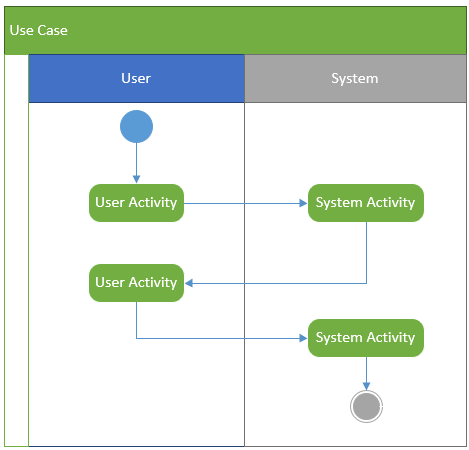 Use Case
User
System
User Activity
System Activity
User Activity
System Activity